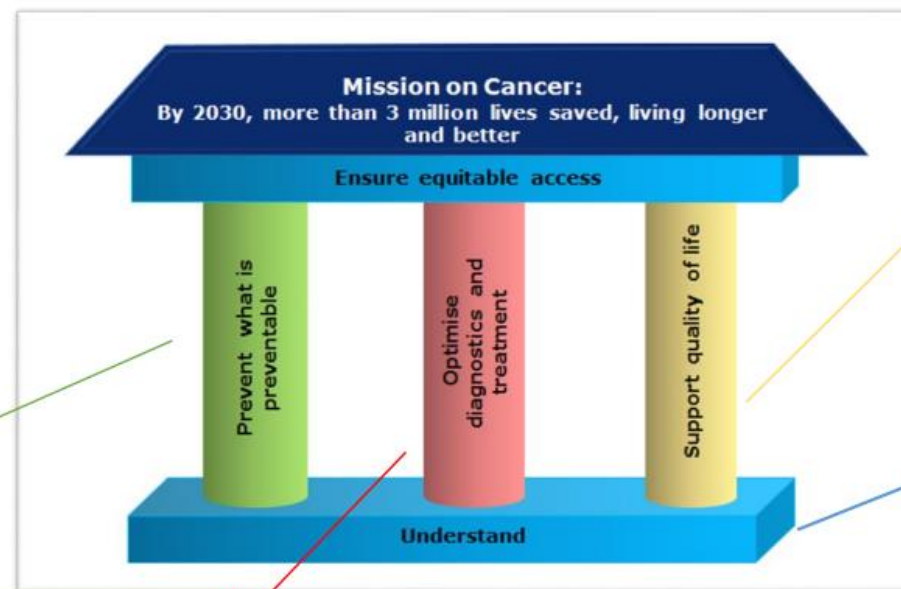 Mission on Cancer:
By 2030, more than 3 million lives saved, living longer
and better
Ensure equitable access
Prevent what is
preventable
Optimise
diagnostics and
treatment
Support quality of life
Understand